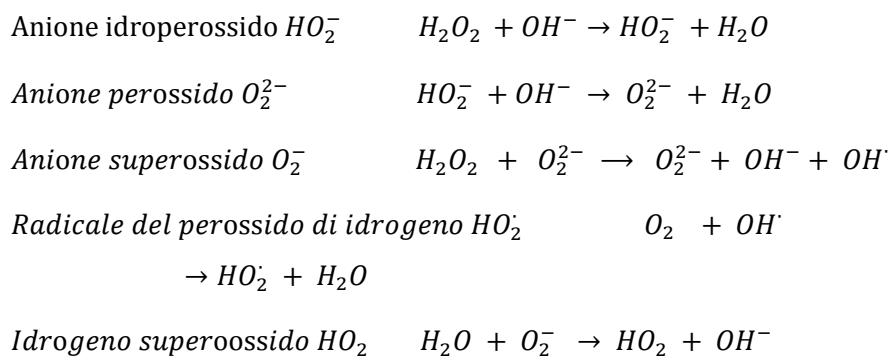 Anione idroperossido HO₂⁻ H₂O₂ + OH⁻ → HO₂⁻ + H₂O
Anione perossido O₂²⁻ HO₂⁻ + OH⁻ → O₂²⁻ + H₂O
Anione superossido O₂⁻ H₂O₂ + O₂²⁻ ⟶ O₂²⁻ + OH⁻ + OH˙
Radicale del perossido di idrogeno HO₂˙ O₂ + OH˙
→ HO₂˙ + H₂O
Idrogeno superoossido HO₂ H₂O + O₂⁻ → HO₂ + OH⁻